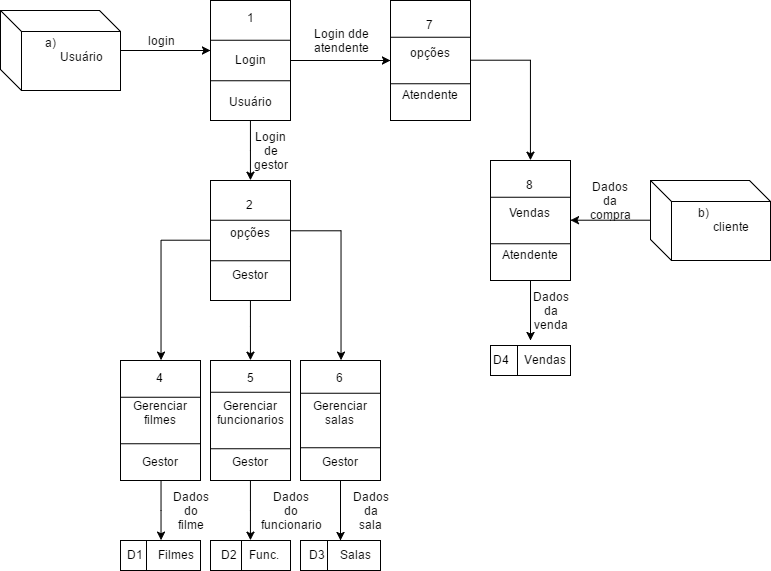 a)
Usuário
login
1
Login
Usuário
Login dde
atendente
7
opções
Atendente
Login
de
gestor
2
opções
Gestor
8
Vendas
Atendente
Dados
da
compra
b)
cliente
Dados
da
venda
D4 Vendas
4
Gerenciar
filmes
Gestor
5
Gerenciar
funcionarios
Gestor
6
Gerenciar
salas
Gestor
Dados
do
filme
Dados
do
funcionario
Dados
da
sala
D1 Filmes
D2 Func.
D3 Salas